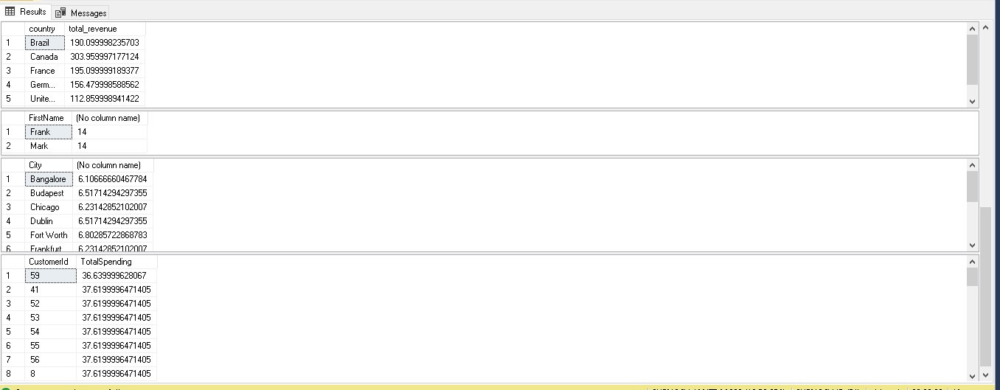 Results Messages
country total_revenue
1 Brazil 190.099998235703
2 Canada 303.959997177124
3 France 195.099999189377
4 Germ... 156.479998588562
5 Unite... 112.859998941422
FirstName (No column name)
1 Frank 14
2 Mark 14
City (No column name)
1 Bangalore 6.10666660467784
2 Budapest 6.51714294297355
3 Chicago 6.23142852102007
4 Dublin 6.51714294297355
5 Fort Worth 6.80285722868783
6 Frankfurt 6.23142852102007
CustomerId TotalSpending
1 59 36.639999628067
2 41 37.6199996471405
3 52 37.6199996471405
4 53 37.6199996471405
5 54 37.6199996471405
6 55 37.6199996471405
7 56 37.6199996471405
8 8 37.6199996471405